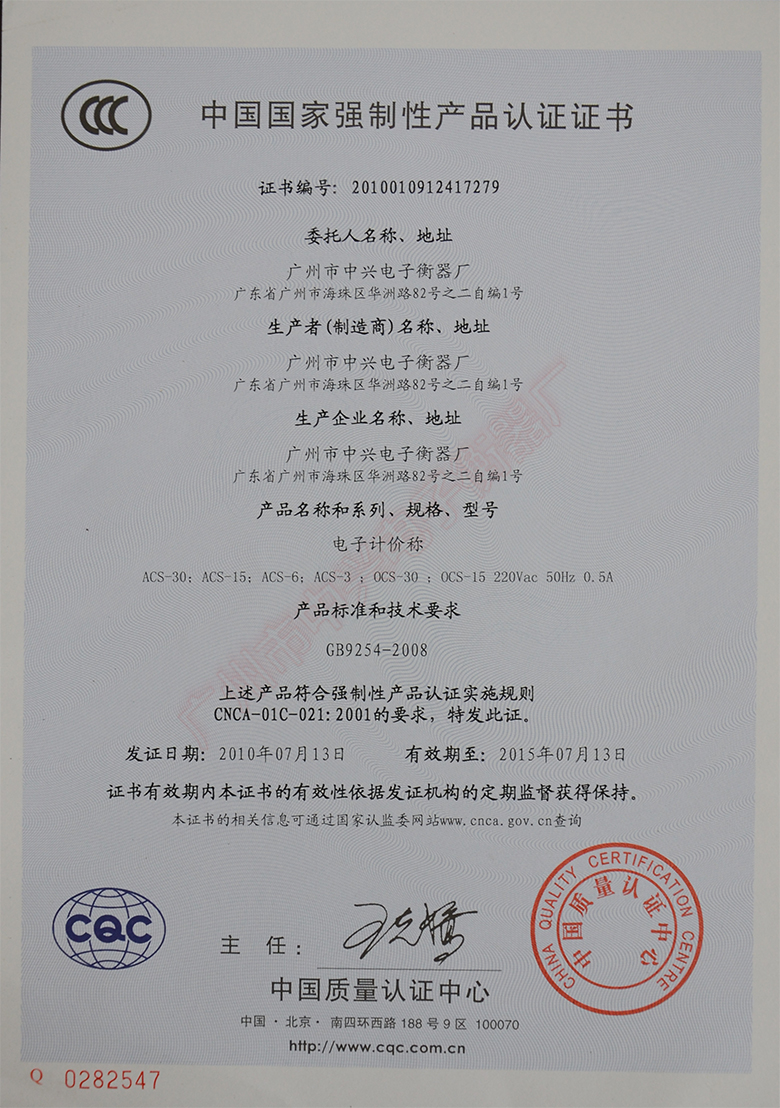 CCC
中国国家强制性产品认证证书
证书编号: 2010010912417279
委托人名称、地址
广州市中兴电子衡器厂
广东省广州市海珠区华洲路82号之二自编1号
生产者(制造商)名称、地址
广州市中兴电子衡器厂
广东省广州市海珠区华洲路82号之二自编1号
生产企业名称、地址
广州市中兴电子衡器厂
广东省广州市海珠区华洲路82号之二自编1号
产品名称和系列、规格、型号
电子计价称
ACS-30; ACS-15; ACS-6; ACS-3 ; OCS-30 ; OCS-15 220Vac 50Hz 0.5A
产品标准和技术要求
GB9254-2008
上述产品符合强制性产品认证实施规则
CNCA-01C-021:2001的要求,特发此证。
发证日期: 2010年07月13日 有效期至: 2015年07月13日
证书有效期内本证书的有效性依据发证机构的定期监督获得保持。
本证书的相关信息可通过国家认监委网站www.cnca.gov.cn查询
CQC
主 任:
CHINA QUALITY CERTIFICATION CENTRE
中国质量认证中心
中国质量认证中心
中国·北京·南四环西路188号9区 100070
http://www.cqc.com.cn
Q 0282547
广州市中兴电子衡器厂